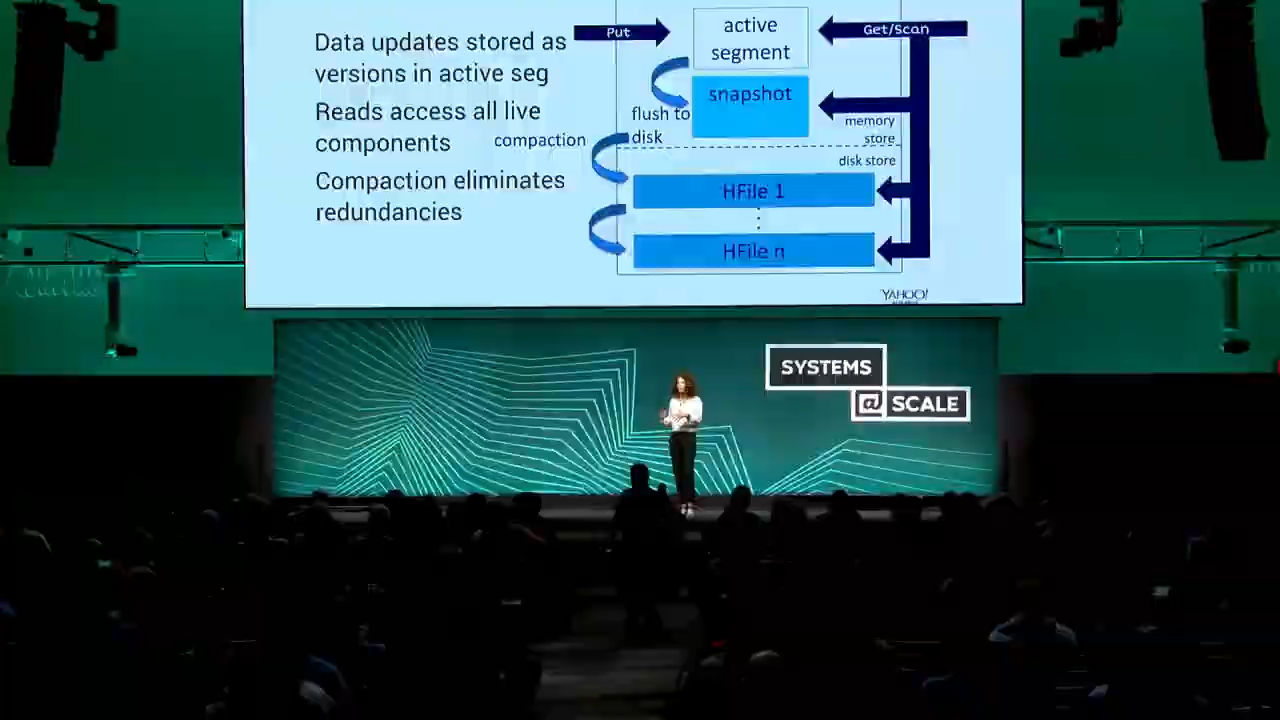 Data updates stored as
versions in active seg
Reads access all live
components
Compaction eliminates
redundancies
Put
active
segment
Get/Scan
snapshot
flush to
disk
compaction
memory
store
disk store
HFile 1
HFile n
YAHOO!
SYSTEMS
@ SCALE